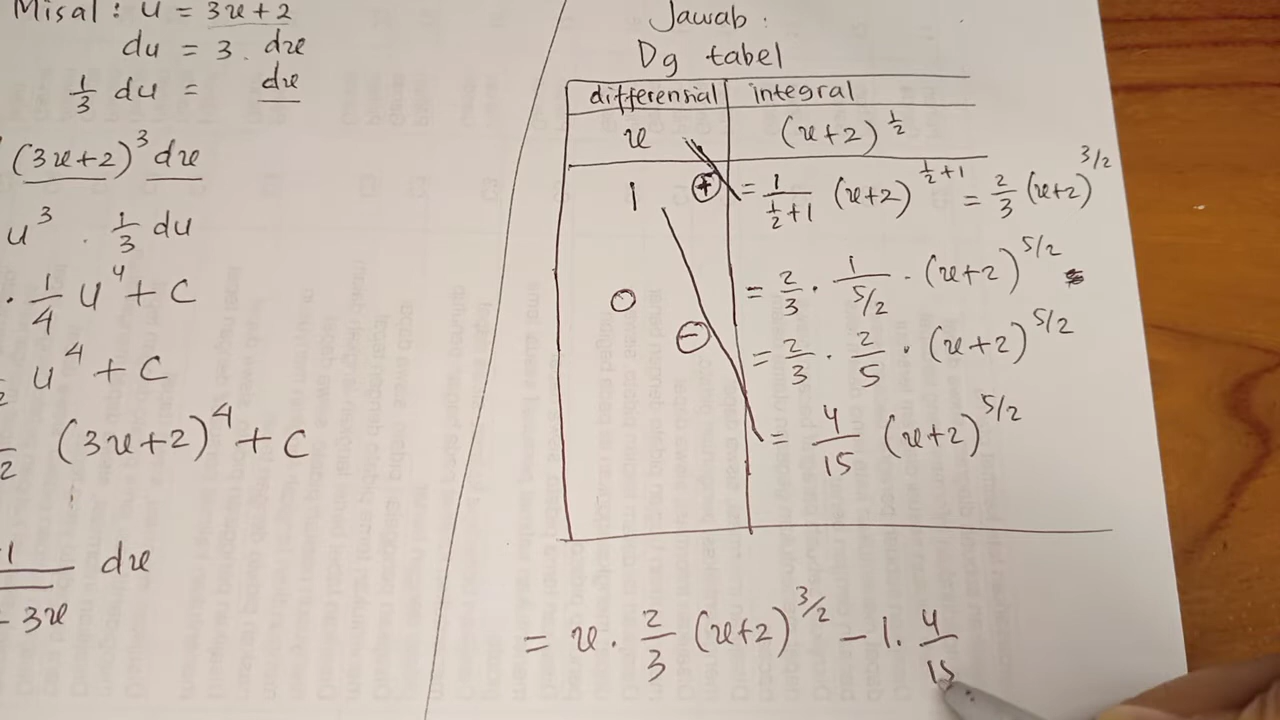 Misal : u = 3x + 2
du = 3 . dx
1/3 du = dx
(3x+2)^3 dx
u^3 . 1/3 du
. 1/4 u^4 + C
u^4 + C
2 (3x+2)^4 + C
1 dx
- 3x
Jawab :
Dg tabel
differensial integral
x (x+2)^1/2
1 + = 1/(1/2+1) (x+2)^(1/2+1) = 2/3 (x+2)^3/2
= 2/3 . 1/(5/2) . (x+2)^5/2
0
- = 2/3 . 2/5 . (x+2)^5/2
= 4/15 (x+2)^5/2
= x . 2/3 (x+2)^3/2 - 1 . 4/15